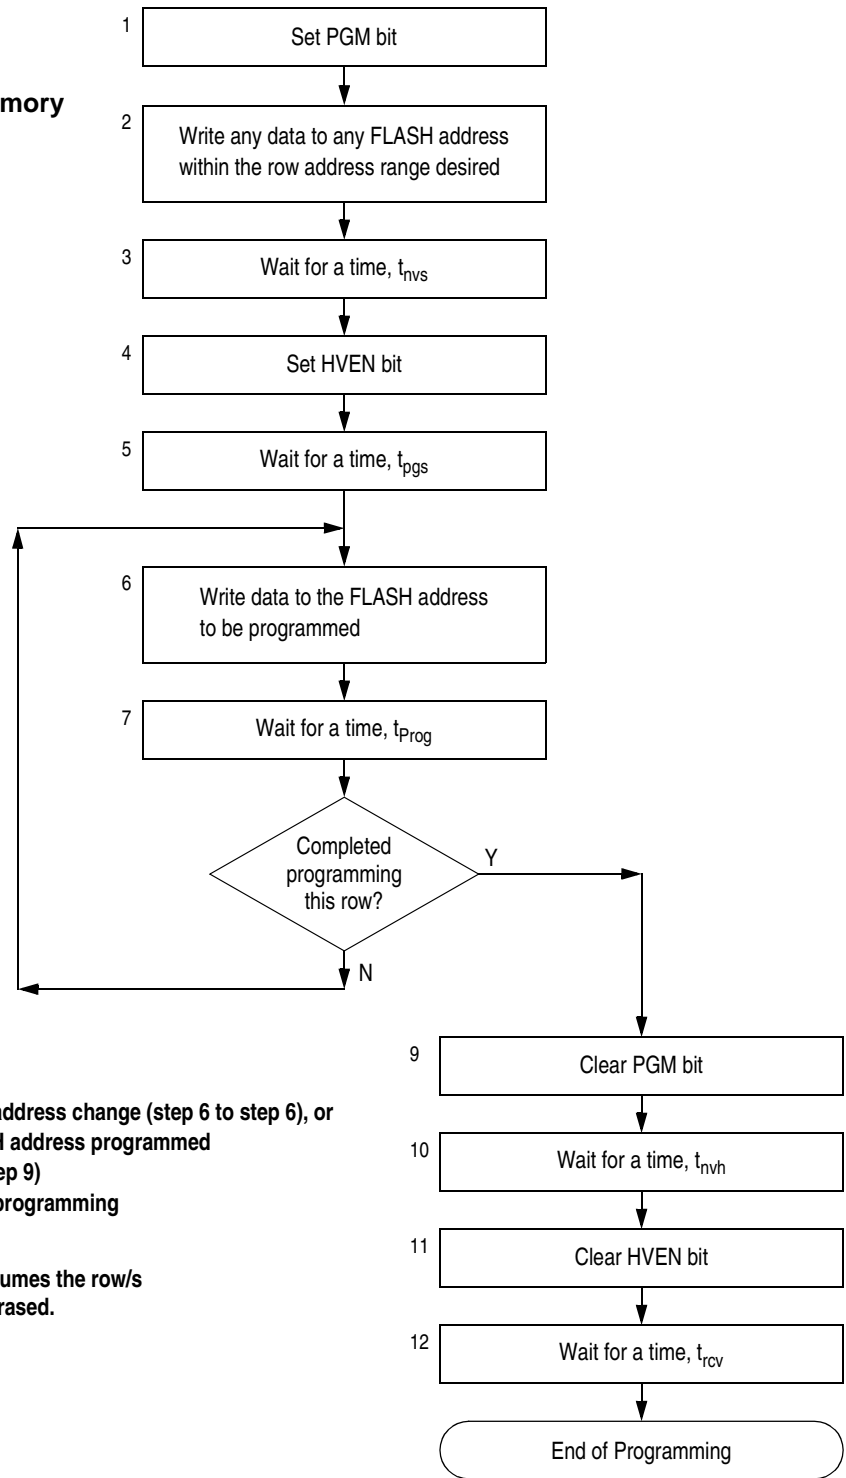 1
Set PGM bit
mory
2
Write any data to any FLASH address
within the row address range desired
3
Wait for a time, tnvs
4
Set HVEN bit
5
Wait for a time, tpgs
6
Write data to the FLASH address
to be programmed
7
Wait for a time, tProg
Completed
programming
this row?
Y
N
9
Clear PGM bit
address change (step 6 to step 6), or
H address programmed
ep 9)
programming
10
Wait for a time, tnvh
11
Clear HVEN bit
umes the row/s
rased.
12
Wait for a time, trcv
End of Programming